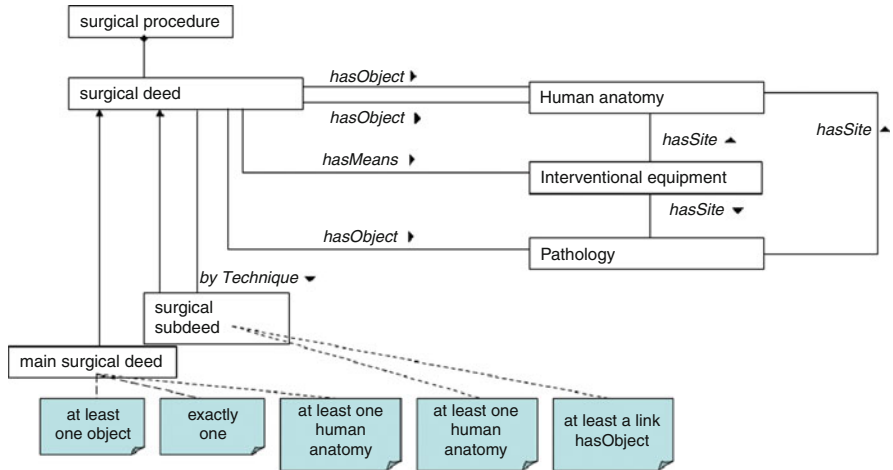 surgical procedure
surgical deed
hasObject
hasObject
Human anatomy
hasSite
hasSite
hasMeans
Interventional equipment
hasSite
hasObject
Pathology
by Technique
surgical
subdeed
main surgical deed
at least
one object
exactly
one
at least one
human
anatomy
at least one
human
anatomy
at least a link
hasObject